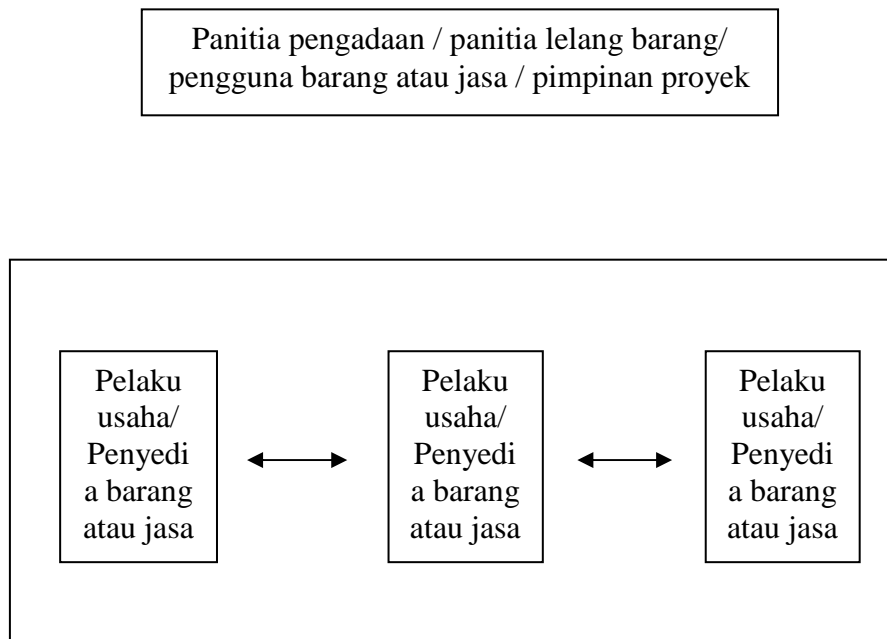 Panitia pengadaan / panitia lelang barang/
pengguna barang atau jasa / pimpinan proyek
Pelaku
usaha/
Penyedi
a barang
atau jasa
Pelaku
usaha/
Penyedi
a barang
atau jasa
Pelaku
usaha/
Penyedi
a barang
atau jasa